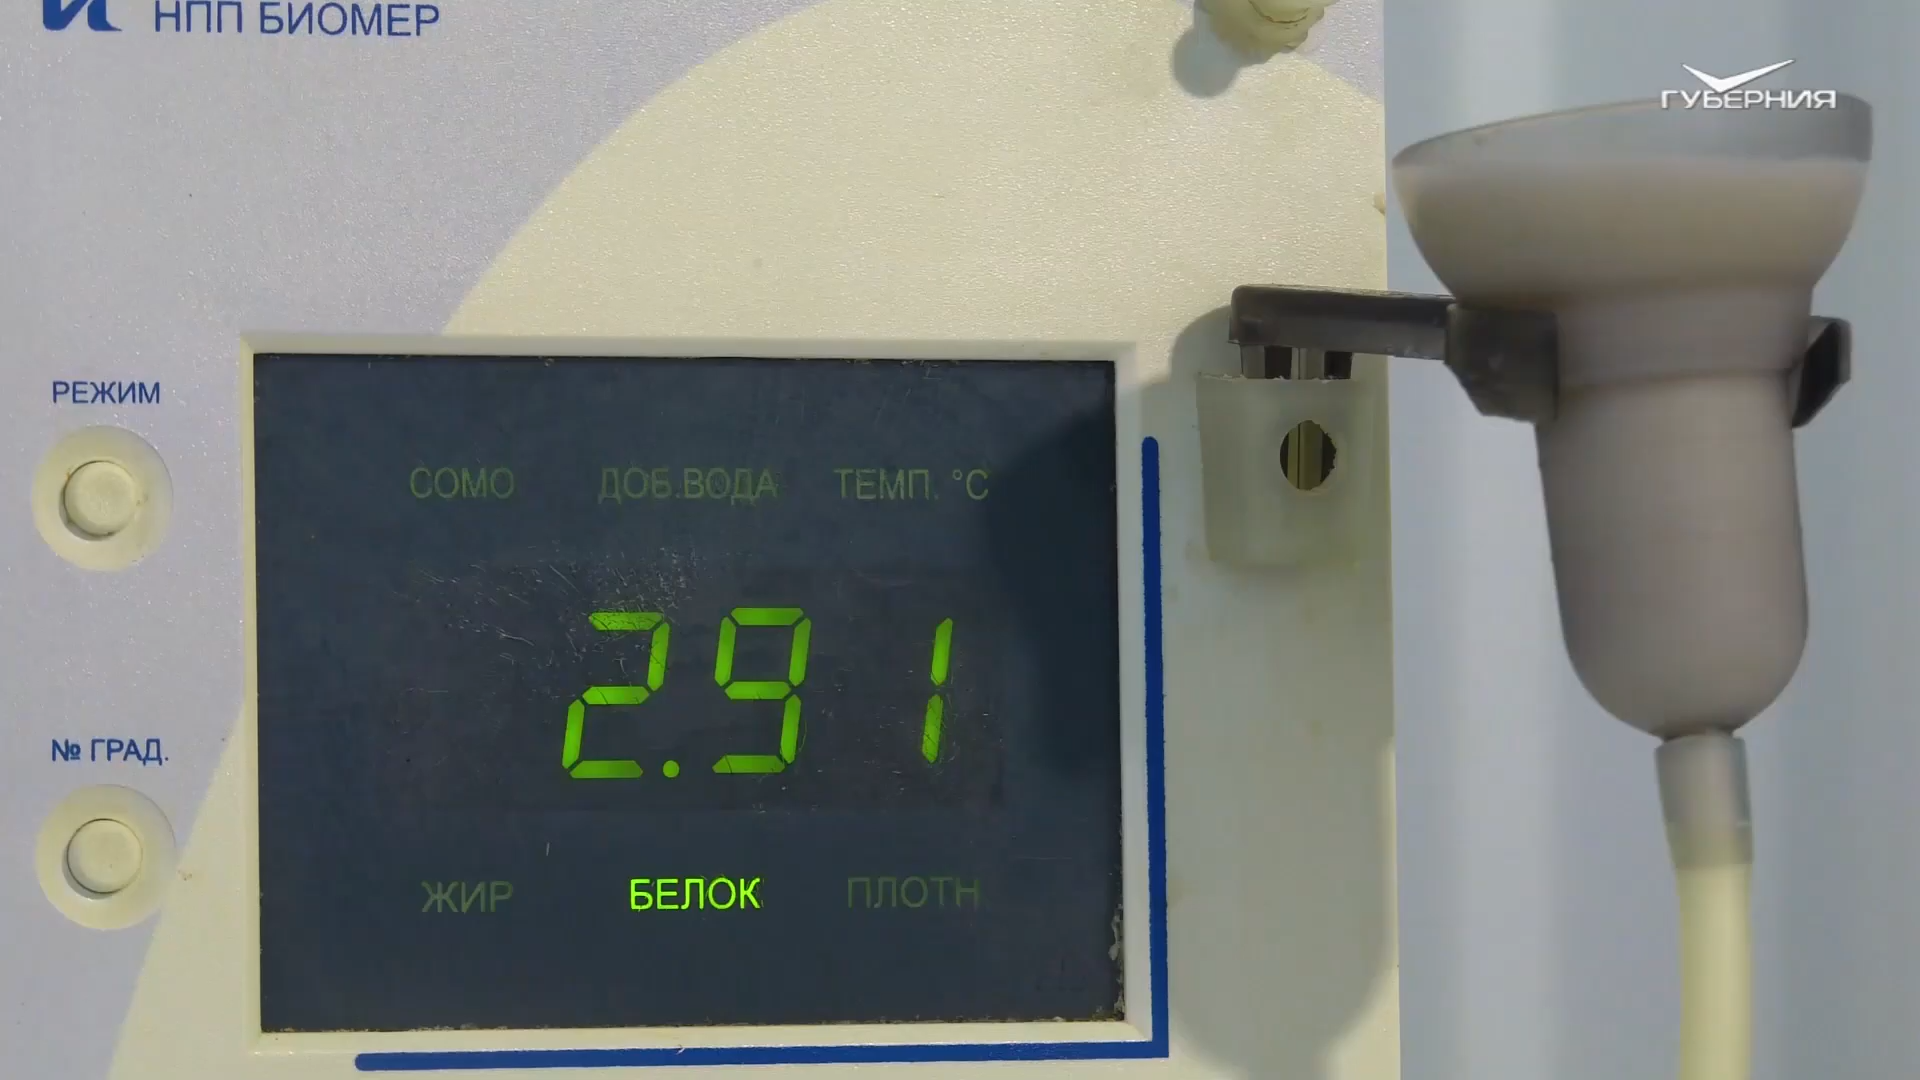 НПП БИОМЕР
ГУБЕРНИЯ
РЕЖИМ
СОМО ДОБ.ВОДА ТЕМП. °С
2.91
№ ГРАД.
ЖИР БЕЛОК ПЛОТН.